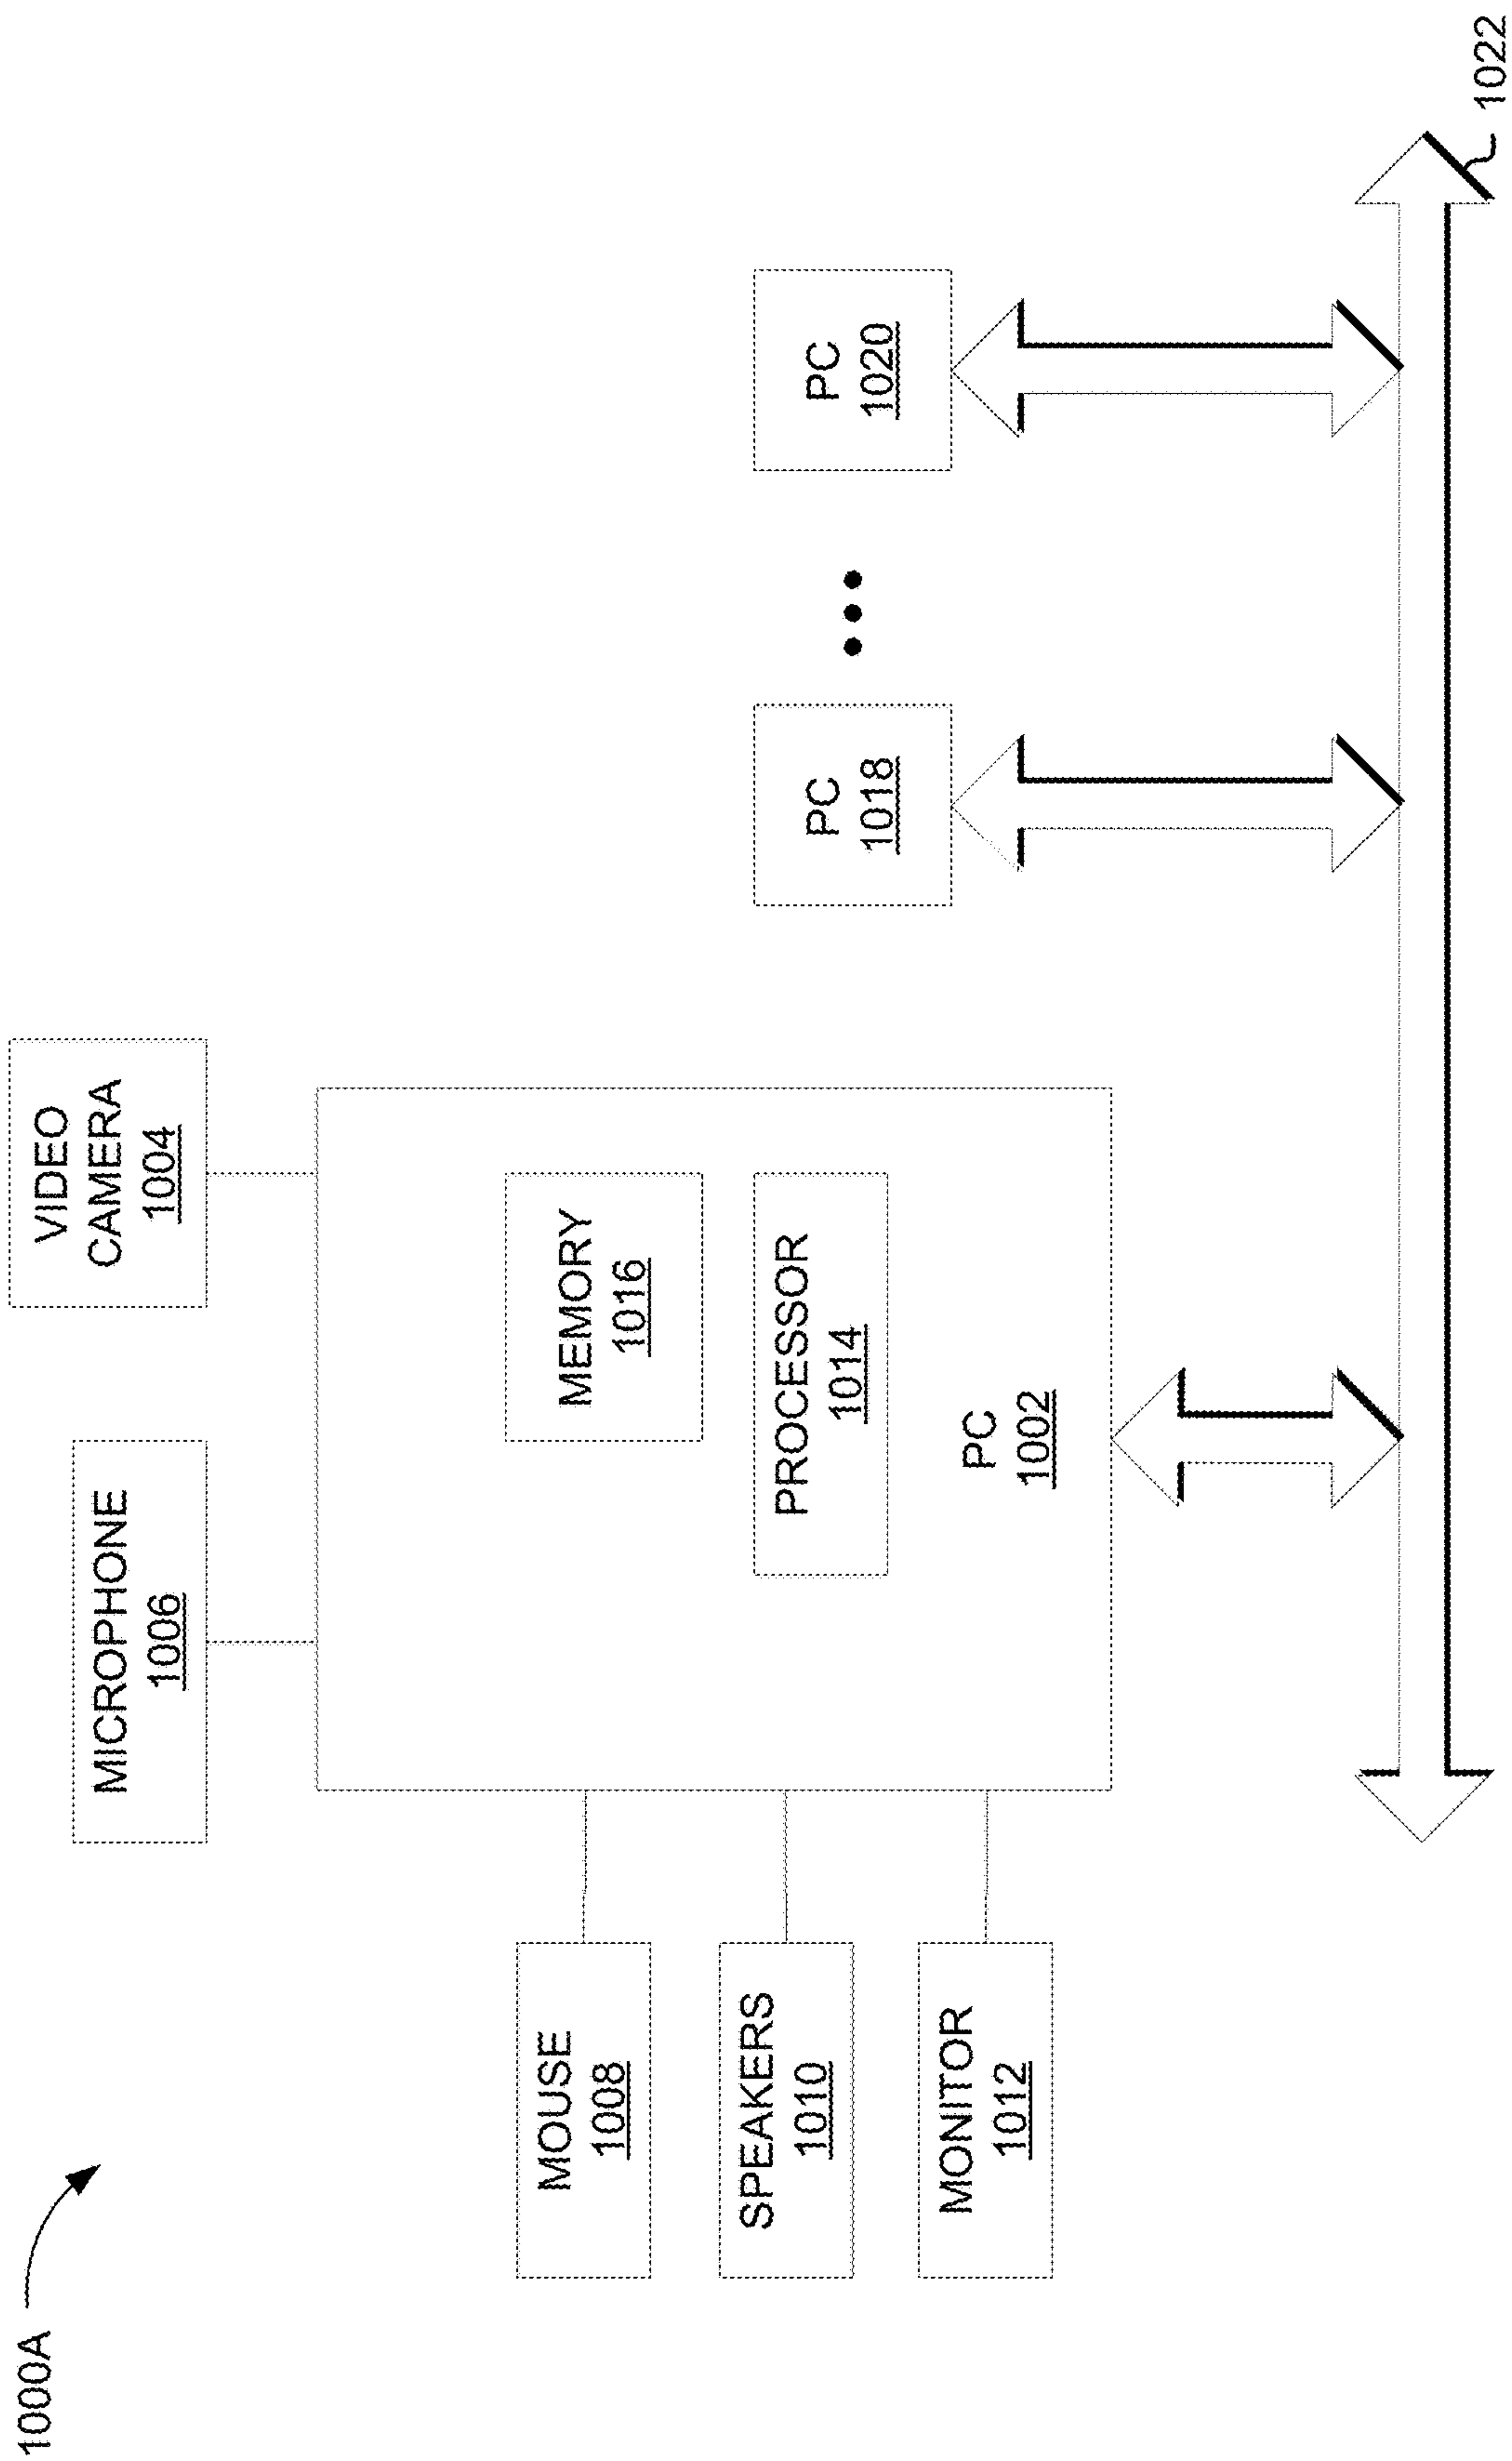 1000A
MICROPHONE
1006
VIDEO
CAMERA
1004
MOUSE
1008
SPEAKERS
1010
MONITOR
1012
MEMORY
1016
PROCESSOR
1014
PC
1002
PC
1018
PC
1020
1022